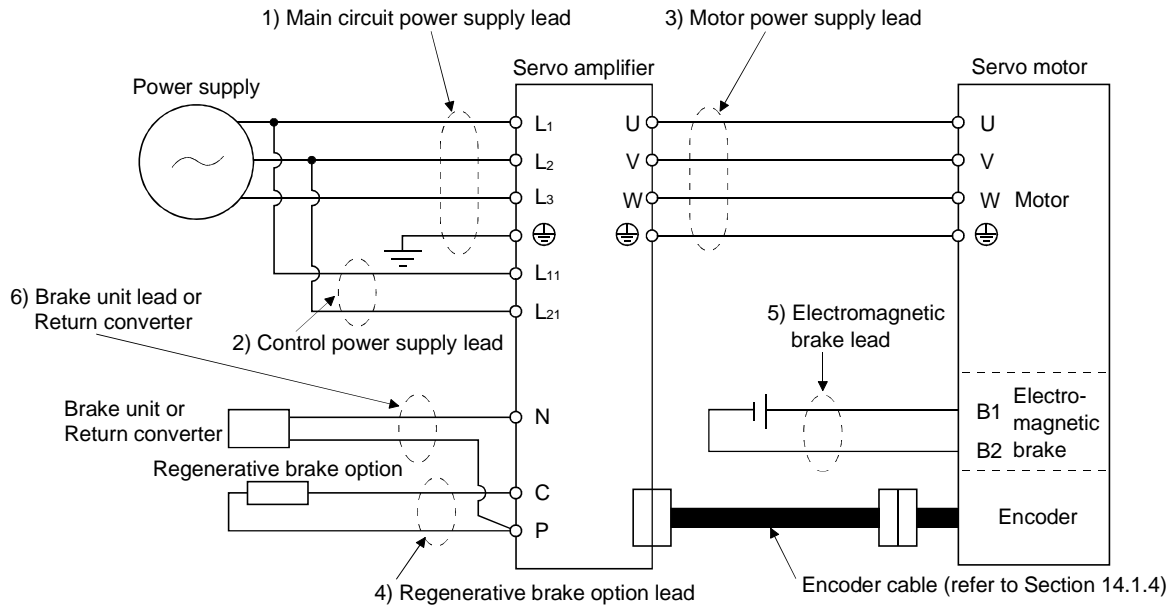 1) Main circuit power supply lead
3) Motor power supply lead
Servo amplifier
Servo motor
Power supply
L1
U
U
L2
V
V
L3
W
W Motor
L11
6) Brake unit lead or
Return converter
L21
2) Control power supply lead
5) Electromagnetic
brake lead
Brake unit or
Return converter
N
B1
B2
Electro-
magnetic
brake
Regenerative brake option
C
P
Encoder
4) Regenerative brake option lead
Encoder cable (refer to Section 14.1.4)